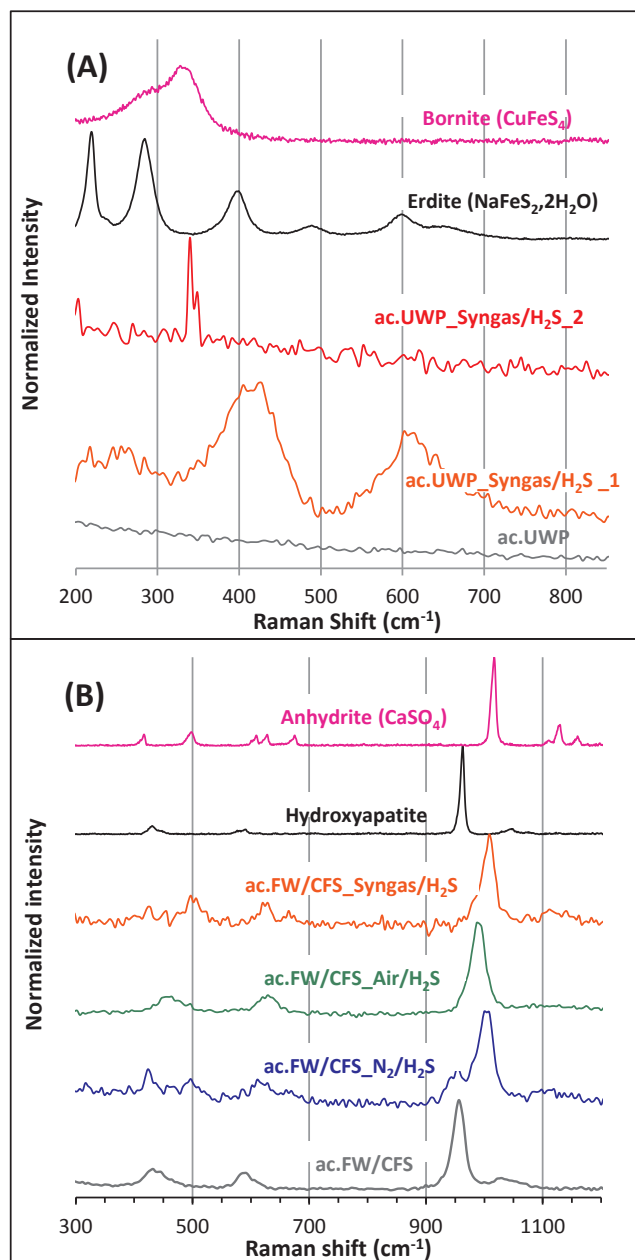 (A)
Bornite (CuFeS₄)
Erdite (NaFeS₂,2H₂O)
ac.UWP_Syngas/H₂S_2
ac.UWP_Syngas/H₂S _1
ac.UWP
Normalized Intensity
200 300 400 500 600 700 800
Raman Shift (cm⁻¹)
(B)
Anhydrite (CaSO₄)
Hydroxyapatite
ac.FW/CFS_Syngas/H₂S
ac.FW/CFS_Air/H₂S
ac.FW/CFS_N₂/H₂S
ac.FW/CFS
Normalized intensity
300 500 700 900 1100
Raman shift (cm⁻¹)